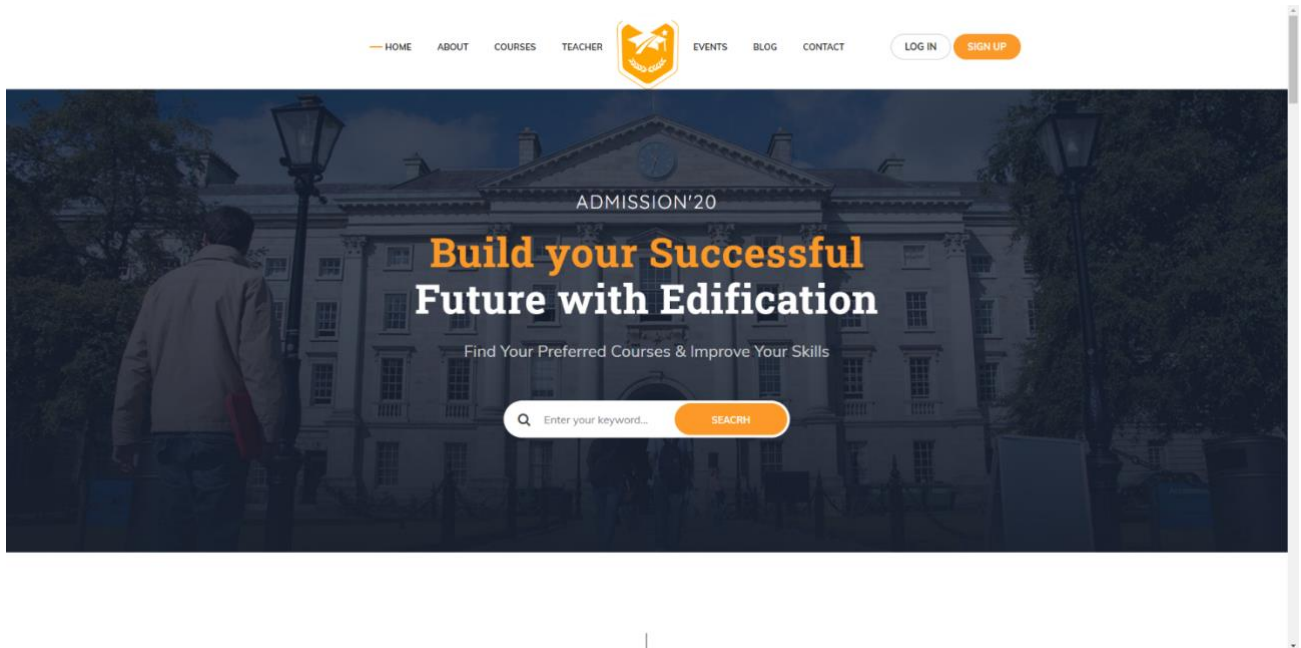 HOME ABOUT COURSES TEACHER EVENTS BLOG CONTACT LOG IN SIGN UP
ADMISSION'20
Build your Successful
Future with Edification
Find Your Preferred Courses & Improve Your Skills
Enter your keyword... SEACRH